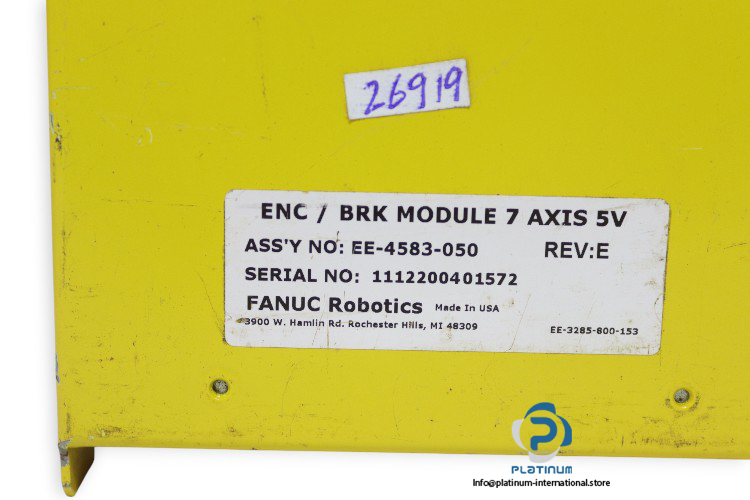 26919
ENC / BRK MODULE 7 AXIS 5V
ASS'Y NO: EE-4583-050 REV:E
SERIAL NO: 1112200401572
FANUC Robotics Made In USA
3900 W. Hamlin Rd. Rochester Hills, MI 48309 EE-3285-800-153
PLATINUM
Info@platinum-international.store